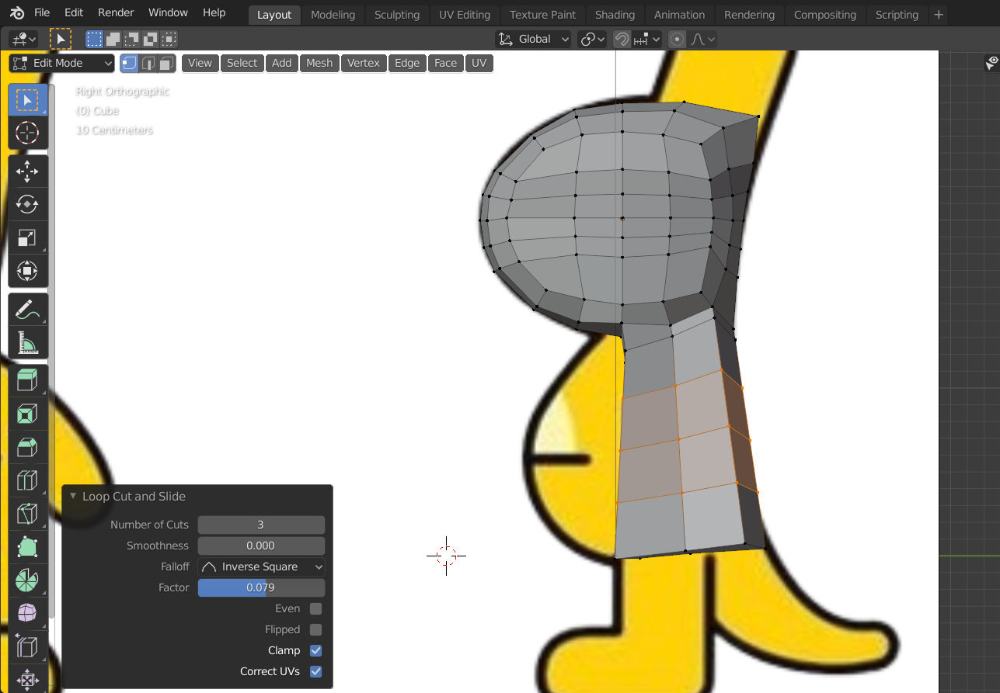 File Edit Render Window Help Layout Modeling Sculpting UV Editing Texture Paint Shading Animation Rendering Compositing Scripting +
Global
Edit Mode View Select Add Mesh Vertex Edge Face UV
Right Orthographic
(0) Cube
10 Centimeters
Loop Cut and Slide
Number of Cuts 3
Smoothness 0.000
Falloff Inverse Square
Factor 0.079
Even
Flipped
Clamp
Correct UVs